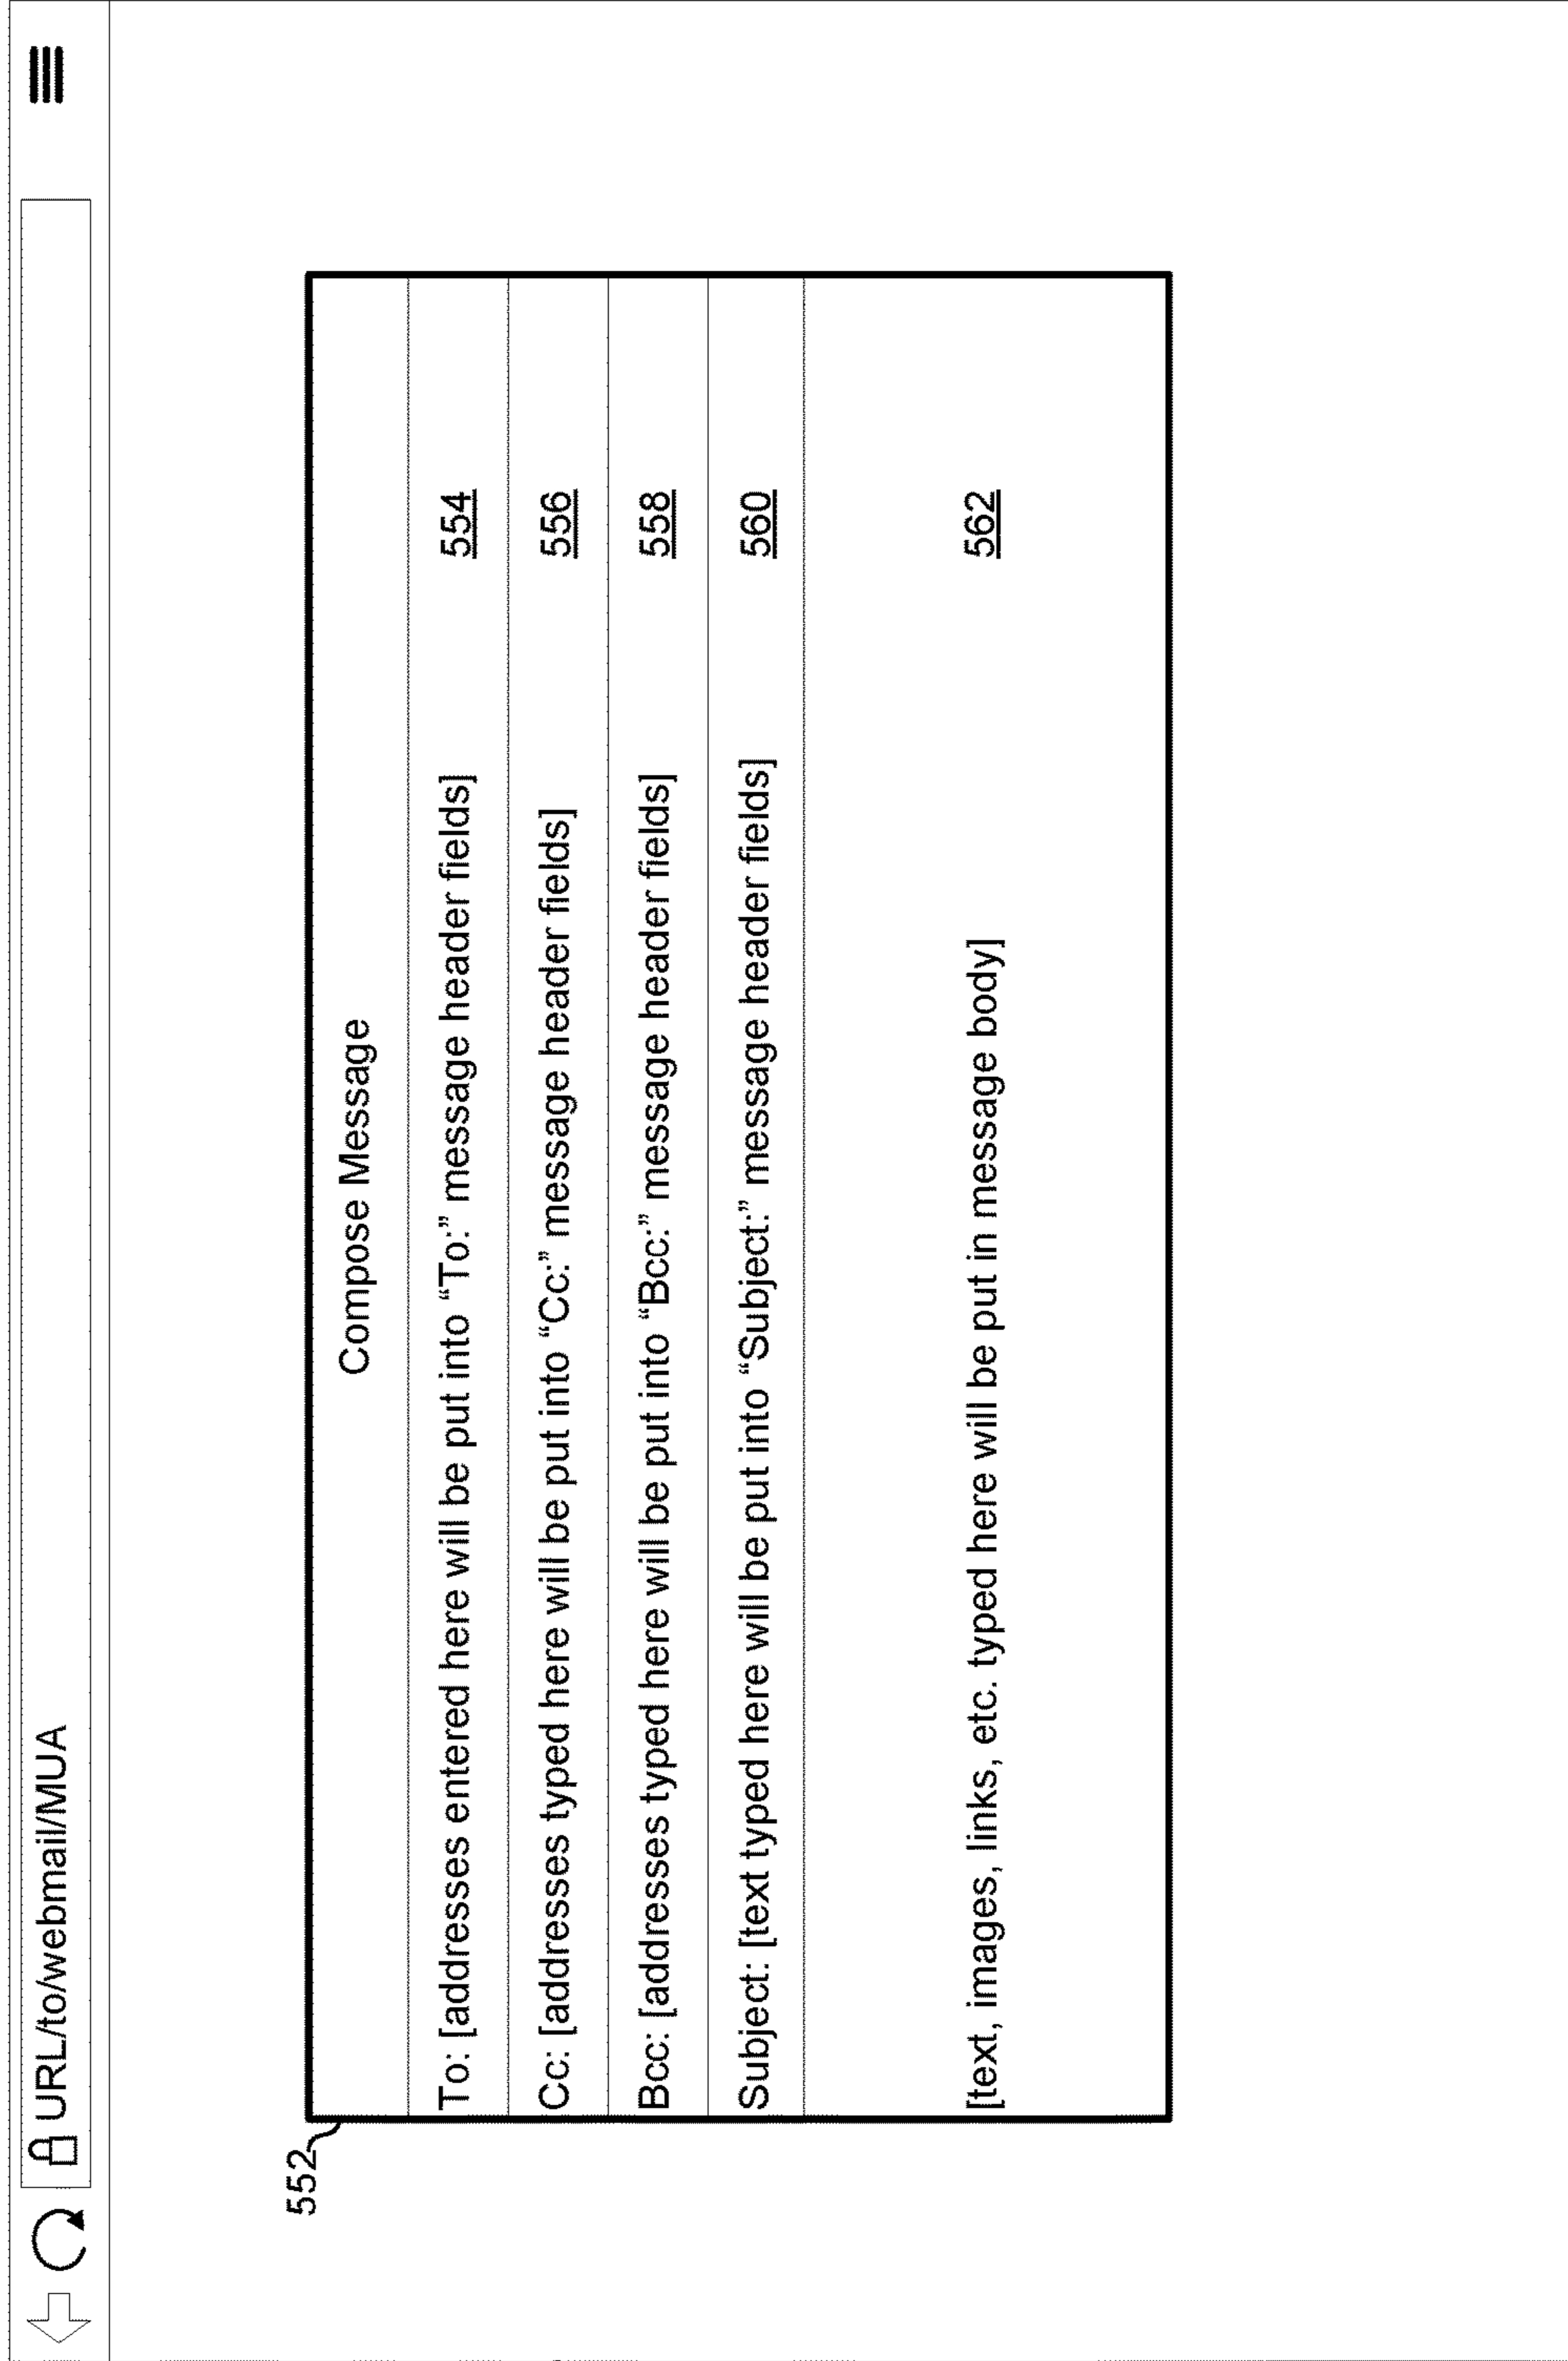 URL/to/webmail/MUA
552
Compose Message
To: [addresses entered here will be put into “To:” message header fields] 554
Cc: [addresses typed here will be put into “Cc:” message header fields] 556
Bcc: [addresses typed here will be put into “Bcc:” message header fields] 558
Subject: [text typed here will be put into “Subject:” message header fields] 560
[text, images, links, etc. typed here will be put in message body] 562